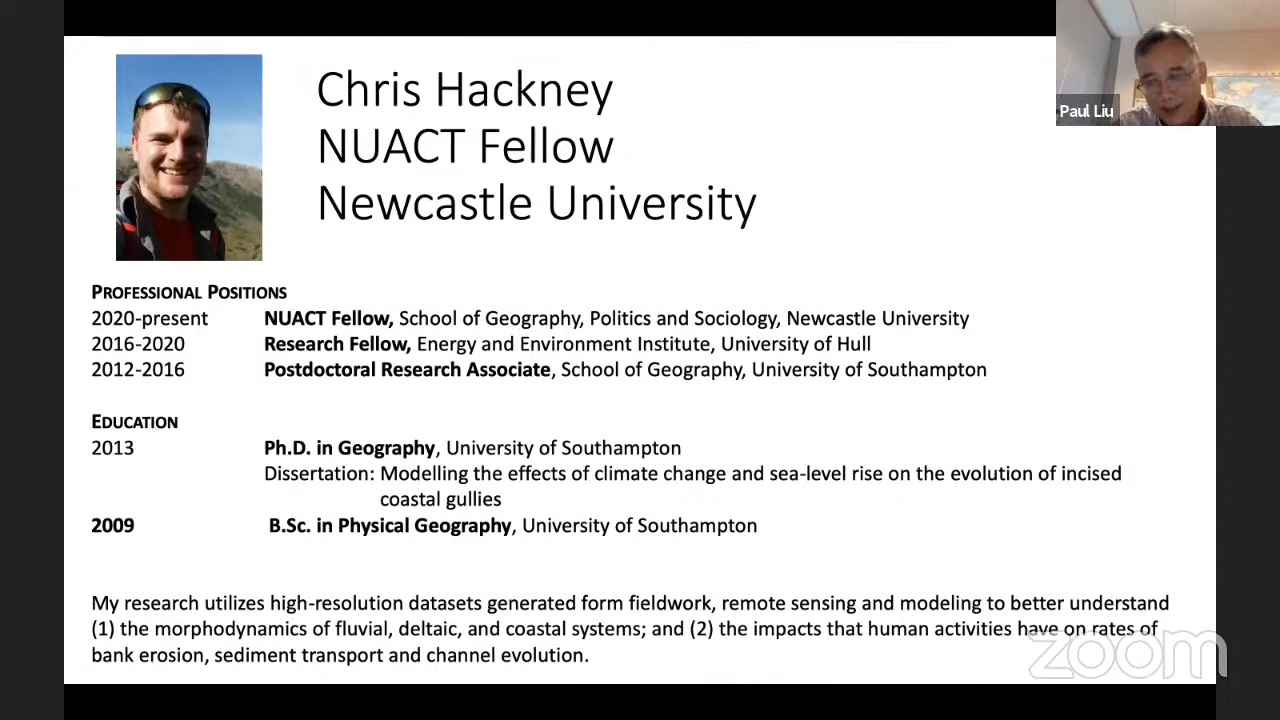 Chris Hackney
NUACT Fellow
Newcastle University
Paul Liu
PROFESSIONAL POSITIONS
2020-present NUACT Fellow, School of Geography, Politics and Sociology, Newcastle University
2016-2020 Research Fellow, Energy and Environment Institute, University of Hull
2012-2016 Postdoctoral Research Associate, School of Geography, University of Southampton
EDUCATION
2013 Ph.D. in Geography, University of Southampton
Dissertation: Modelling the effects of climate change and sea-level rise on the evolution of incised
coastal gullies
2009 B.Sc. in Physical Geography, University of Southampton
My research utilizes high-resolution datasets generated form fieldwork, remote sensing and modeling to better understand
(1) the morphodynamics of fluvial, deltaic, and coastal systems; and (2) the impacts that human activities have on rates of
bank erosion, sediment transport and channel evolution.
zoom